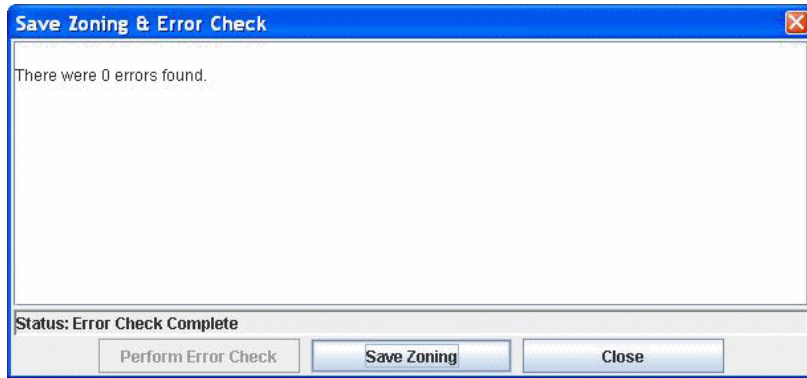 Save Zoning & Error Check
There were 0 errors found.
Status: Error Check Complete
Perform Error Check
Save Zoning
Close